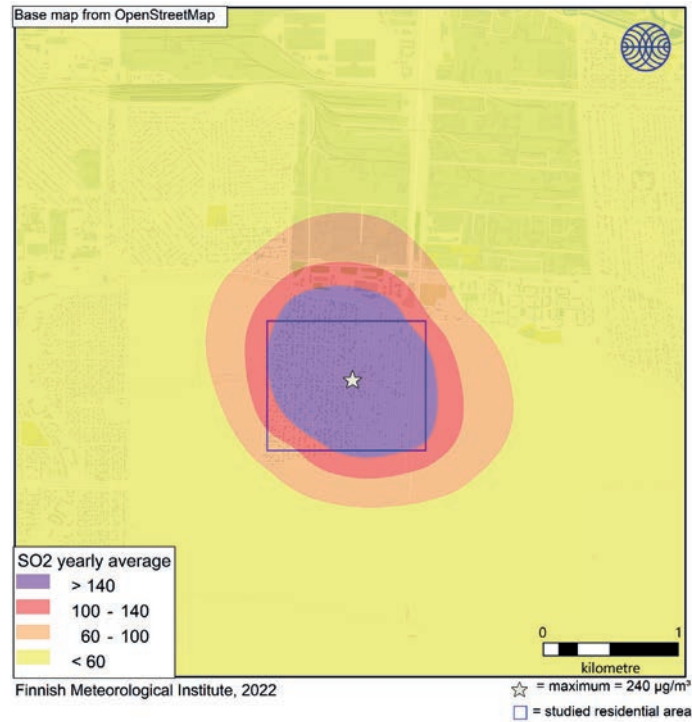 Base map from OpenStreetMap
SO2 yearly average
> 140
100 - 140
60 - 100
< 60
0 1
kilometre
Finnish Meteorological Institute, 2022
= maximum = 240 µg/m³
= studied residential area